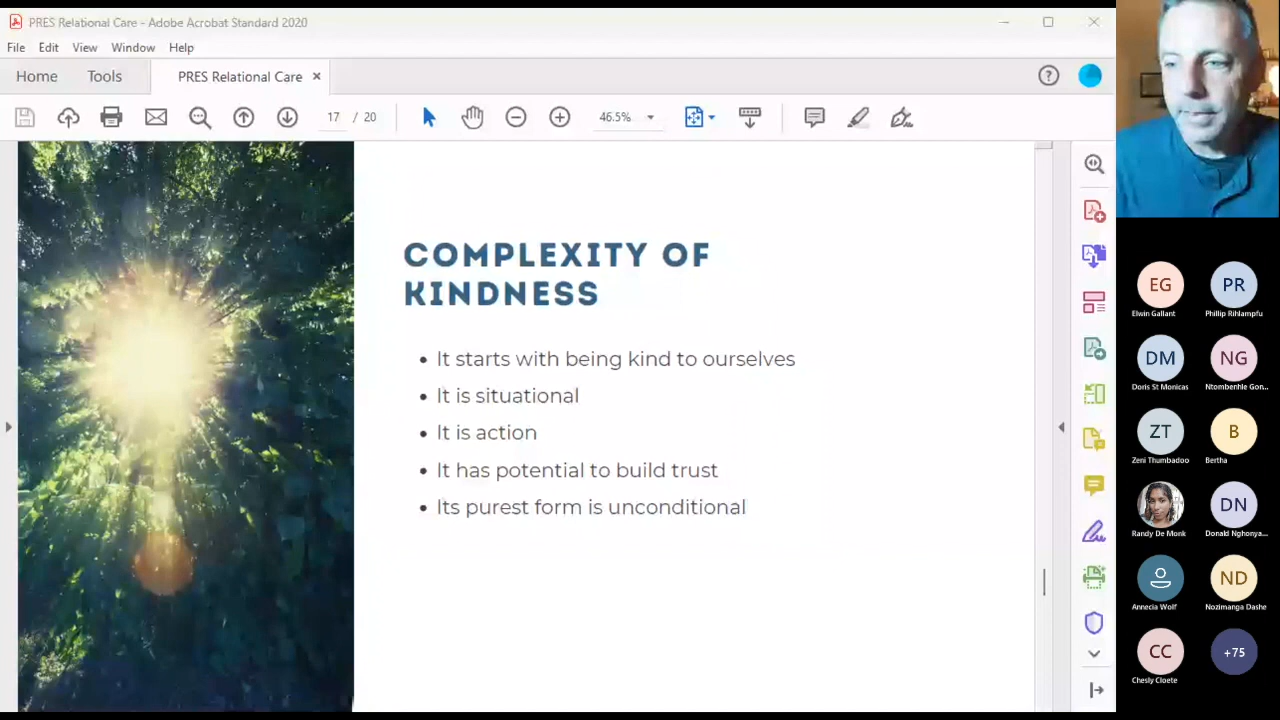 PRES Relational Care - Adobe Acrobat Standard 2020
File Edit View Window Help
Home Tools PRES Relational Care
17 / 20 46.5%
COMPLEXITY OF
KINDNESS
• It starts with being kind to ourselves
• It is situational
• It is action
• It has potential to build trust
• Its purest form is unconditional
EG PR
Elwin Gallant Phillip Rihlampfu
DM NG
Doris St Monicas Ntombenhle Gon...
ZT B
Zeni Thumbadoo Bertha
DN
Randy De Monk Donald Nghonya...
ND
Annecia Wolf Nozimanga Dashe
CC +75
Chesly Cloete